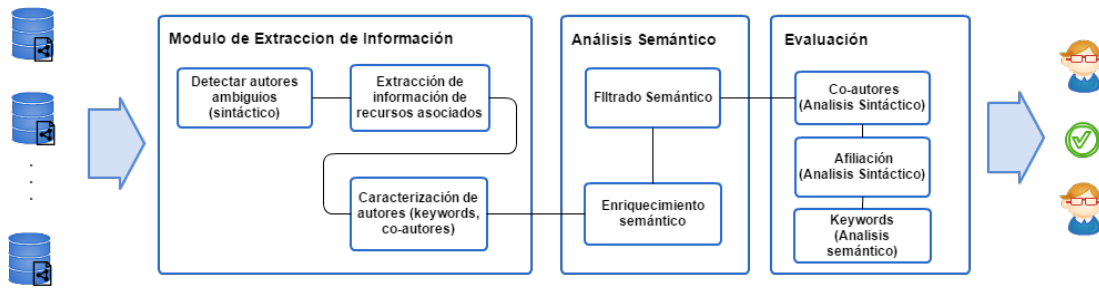 Modulo de Extraccion de Información
Detectar autores
ambiguios
(sintáctico)
Extracción de
información de
recursos asociados
Caracterización de
autores (keywords,
co-autores)
Análisis Semántico
FIltrado Semántico
Enriquecimiento
semántico
Evaluación
Co-autores
(Analisis Sintáctico)
Afiliación
(Analisis Sintáctico)
Keywords
(Analisis
semántico)